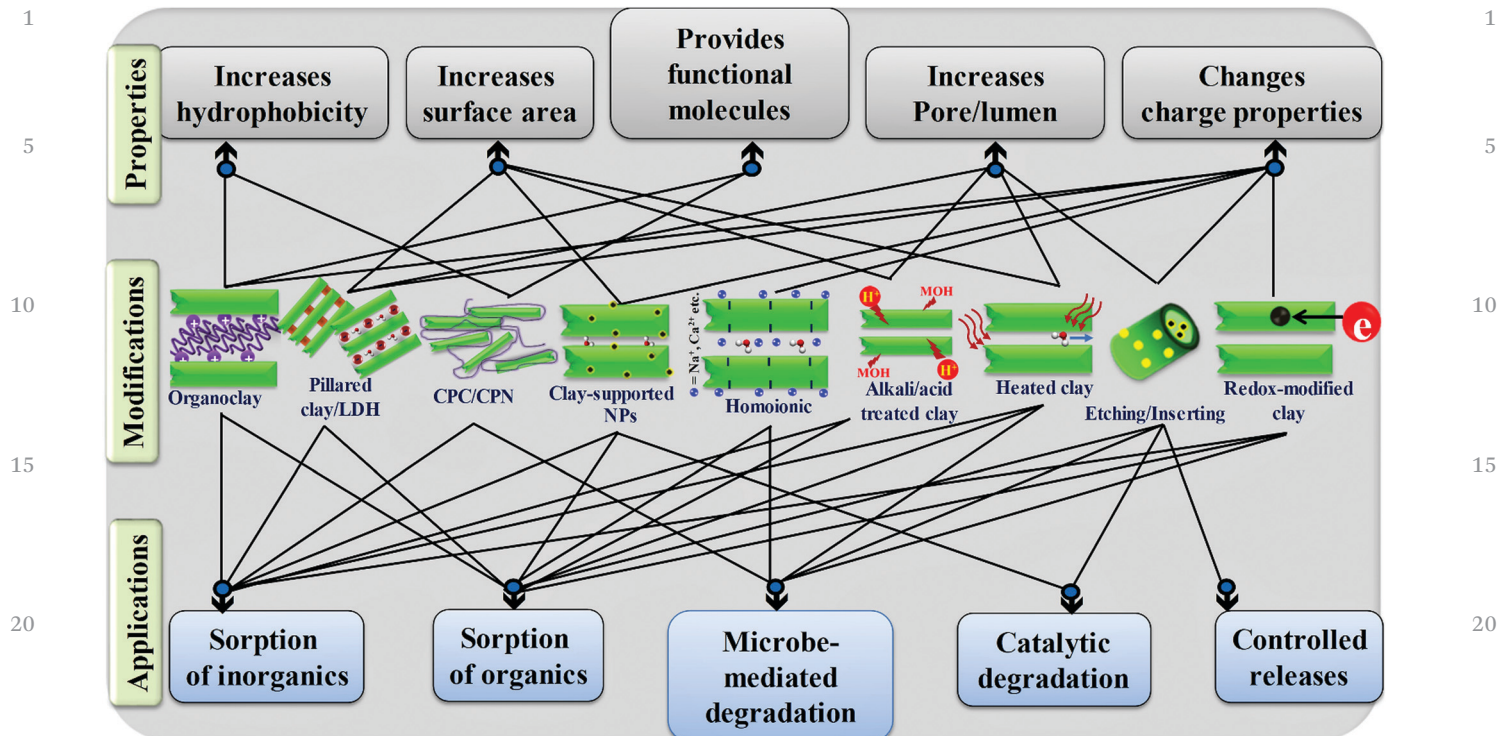 1
1
5
5
10
10
15
15
20
20
Properties
Increases
hydrophobicity
Increases
surface area
Provides
functional
molecules
Increases
Pore/lumen
Changes
charge properties
Modifications
+
+
+
+
+
Organoclay
Pillared
clay/LDH
CPC/CPN
Clay-supported
NPs
= Na⁺, Ca²⁺ etc.
Homoionic
H⁺
MOH
MOH
H⁺
Alkali/acid
treated clay
Heated clay
Etching/Inserting
e
Redox-modified
clay
Applications
Sorption
of inorganics
Sorption
of organics
Microbe-
mediated
degradation
Catalytic
degradation
Controlled
releases